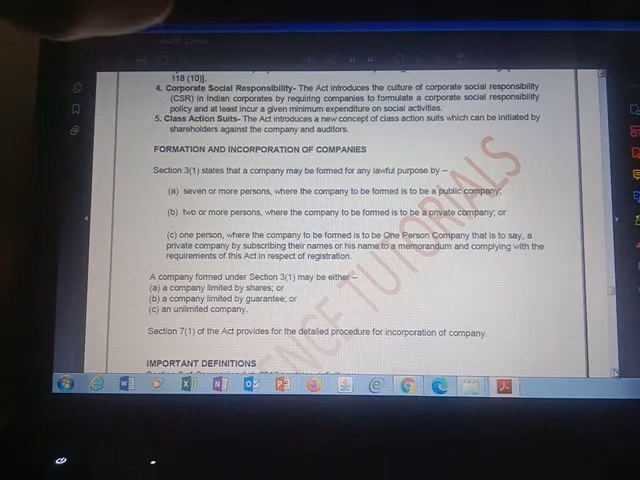 118 (10)].
4. Corporate Social Responsibility- The Act introduces the culture of corporate social responsibility
(CSR) in Indian corporates by requiring companies to formulate a corporate social responsibility
policy and at least incur a given minimum expenditure on social activities.
5. Class Action Suits- The Act introduces a new concept of class action suits which can be initiated by
shareholders against the company and auditors.
FORMATION AND INCORPORATION OF COMPANIES
Section 3(1) states that a company may be formed for any lawful purpose by –
(a) seven or more persons, where the company to be formed is to be a public company;
(b) two or more persons, where the company to be formed is to be a private company; or
(c) one person, where the company to be formed is to be One Person Company that is to say, a
private company by subscribing their names or his name to a memorandum and complying with the
requirements of this Act in respect of registration.
A company formed under Section 3(1) may be either –
(a) a company limited by shares; or
(b) a company limited by guarantee; or
(c) an unlimited company.
Section 7(1) of the Act provides for the detailed procedure for incorporation of company.
IMPORTANT DEFINITIONS
ENCE TUTORIALS